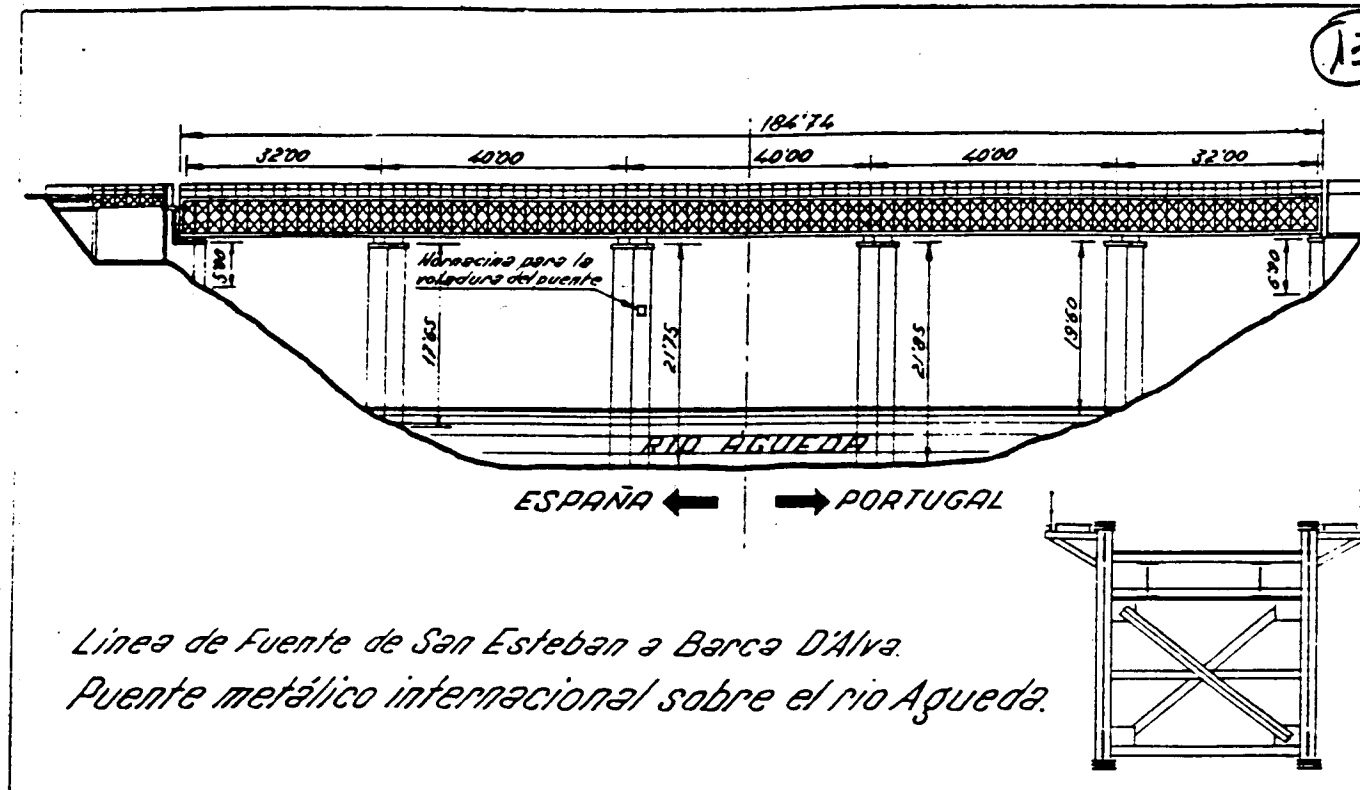 184'74
32'00 40'00 40'00 40'00 32'00
Hornacina para la
voladura del puente
5'80
17'65
21'75
21'85
19'60
6'90
RIO AGUEDA
ESPAÑA PORTUGAL
Linea de Fuente de San Esteban a Barca D'Alva.
Puente metálico internacional sobre el rio Agueda.